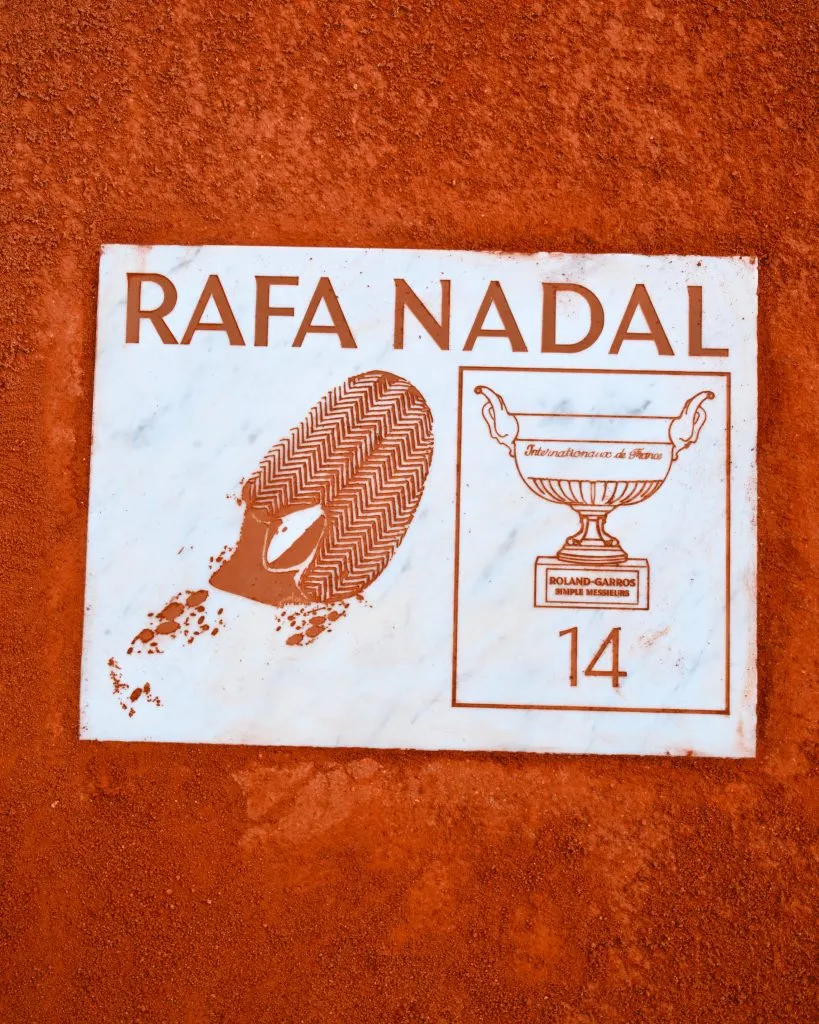 RAFA NADAL
Internationaux de France
ROLAND-GARROS
SIMPLE MESSIEURS
14